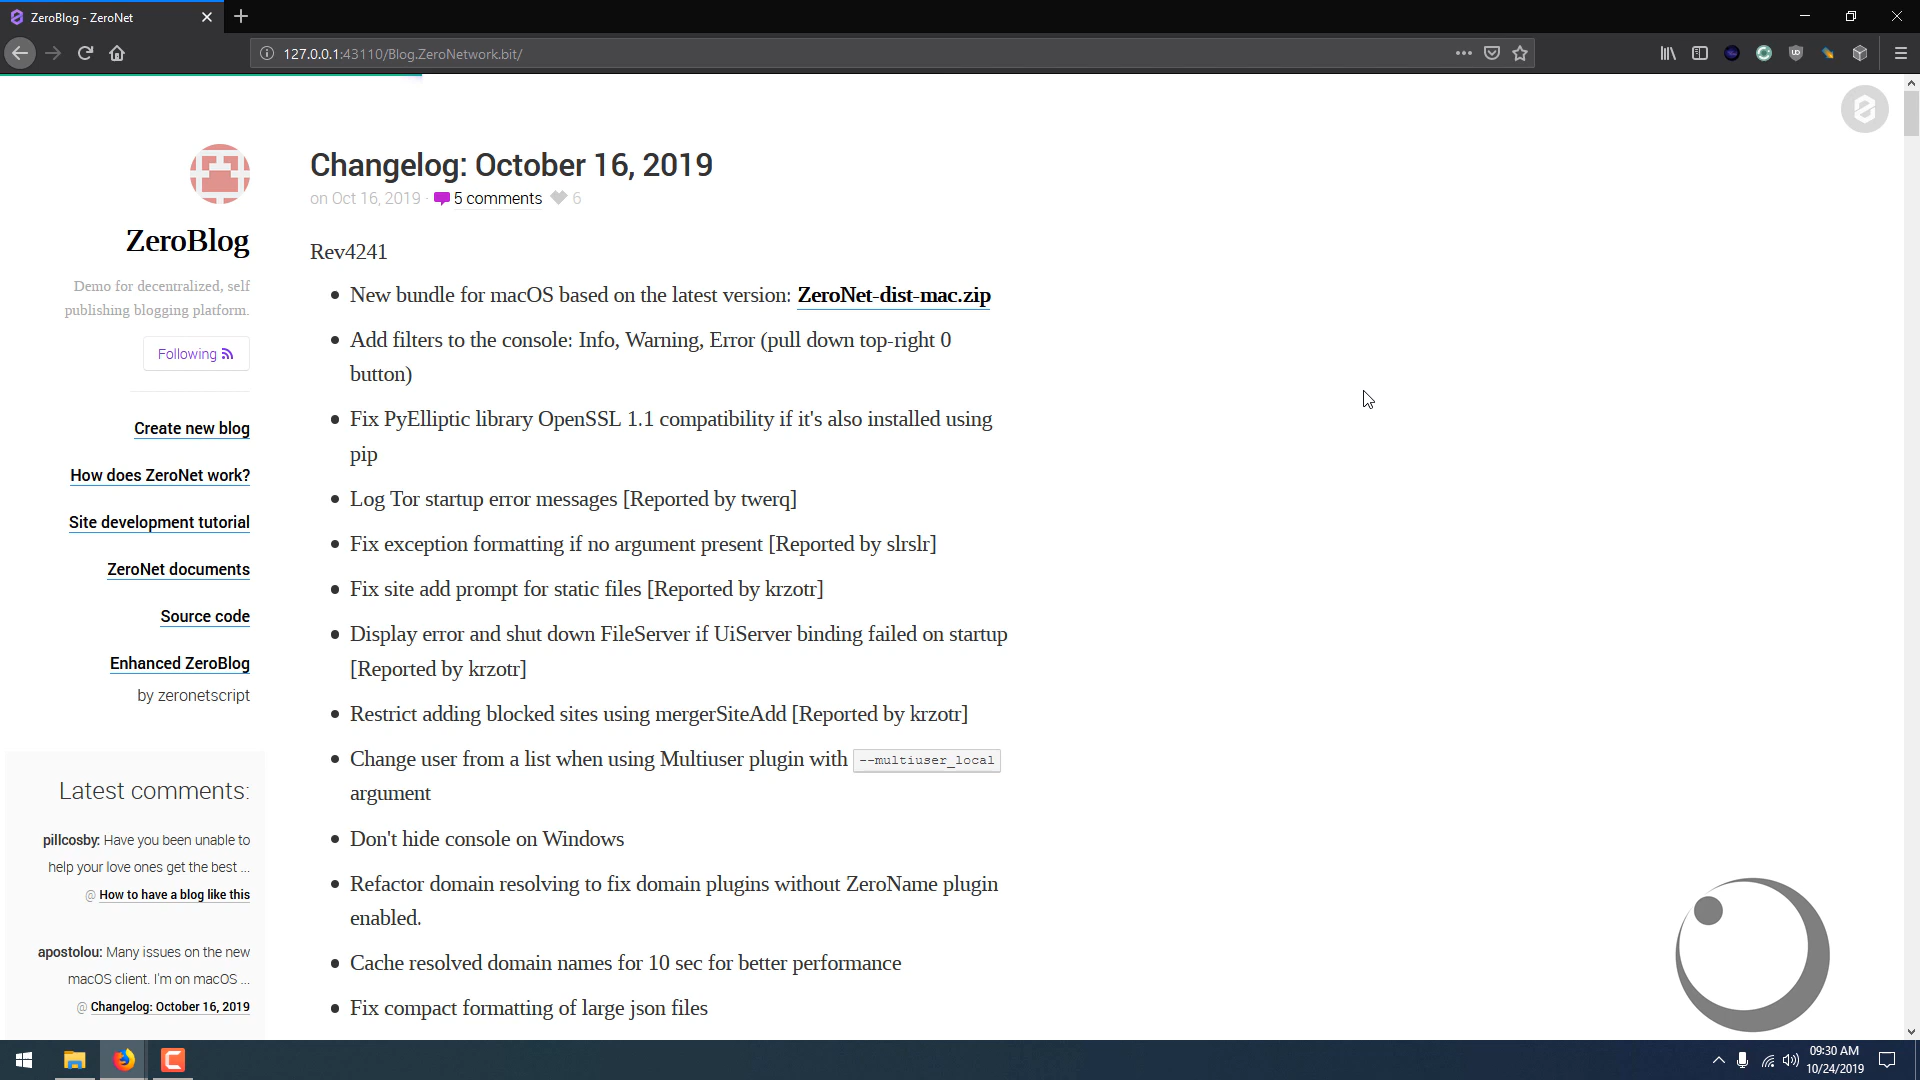 ZeroBlog - ZeroNet
127.0.0.1:43110/Blog.ZeroNetwork.bit/
ZeroBlog
Demo for decentralized, self
publishing blogging platform.
Following
Create new blog
How does ZeroNet work?
Site development tutorial
ZeroNet documents
Source code
Enhanced ZeroBlog
by zeronetscript
Latest comments:
pillcosby: Have you been unable to
help your love ones get the best ...
@ How to have a blog like this
apostolou: Many issues on the new
macOS client. I'm on macOS ...
@ Changelog: October 16, 2019
Changelog: October 16, 2019
on Oct 16, 2019 · 5 comments 6
Rev4241
• New bundle for macOS based on the latest version: ZeroNet-dist-mac.zip
• Add filters to the console: Info, Warning, Error (pull down top-right 0
button)
• Fix PyElliptic library OpenSSL 1.1 compatibility if it's also installed using
pip
• Log Tor startup error messages [Reported by twerq]
• Fix exception formatting if no argument present [Reported by slrslr]
• Fix site add prompt for static files [Reported by krzotr]
• Display error and shut down FileServer if UiServer binding failed on startup
[Reported by krzotr]
• Restrict adding blocked sites using mergerSiteAdd [Reported by krzotr]
• Change user from a list when using Multiuser plugin with --multiuser_local
argument
• Don't hide console on Windows
• Refactor domain resolving to fix domain plugins without ZeroName plugin
enabled.
• Cache resolved domain names for 10 sec for better performance
• Fix compact formatting of large json files
09:30 AM
10/24/2019